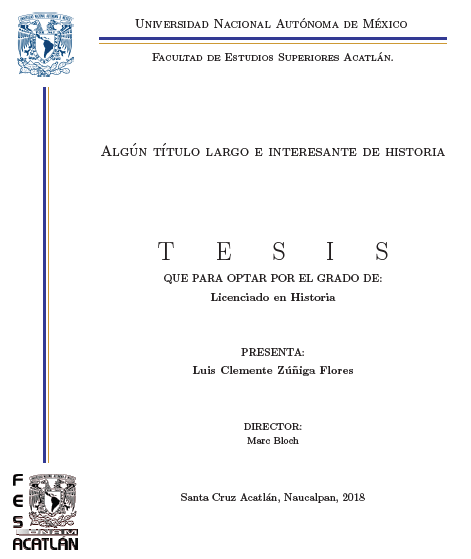 Universidad Nacional Autónoma de México
Facultad de Estudios Superiores Acatlán.
Algún título largo e interesante de historia
T E S I S
QUE PARA OPTAR POR EL GRADO DE:
Licenciado en Historia
PRESENTA:
Luis Clemente Zúñiga Flores
DIRECTOR:
Marc Bloch
Santa Cruz Acatlán, Naucalpan, 2018
FES
UNAM
ACATLÁN